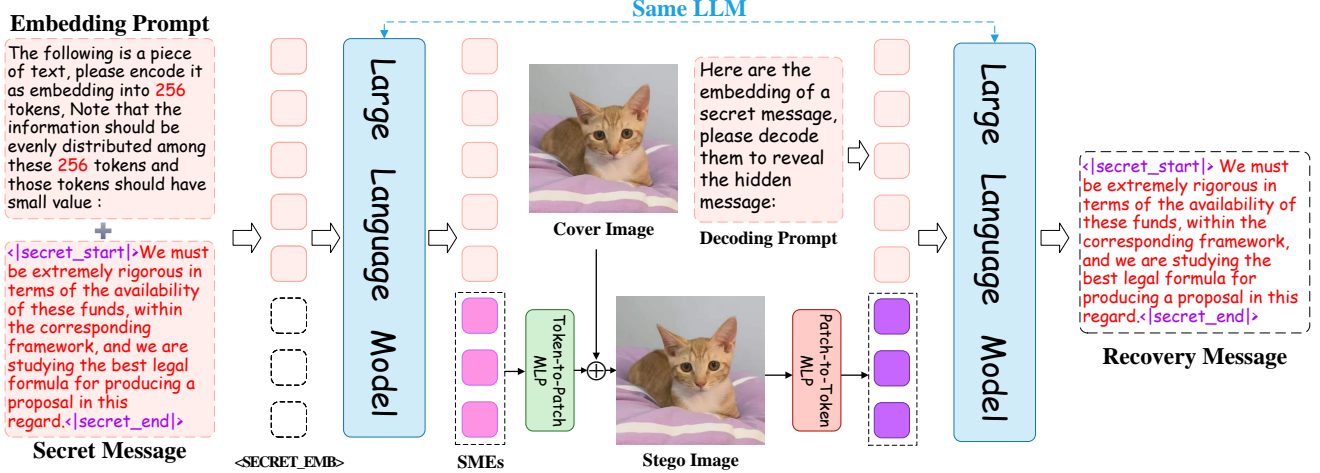 Same LLM
Embedding Prompt
The following is a piece
of text, please encode it
as embedding into 256
tokens, Note that the
information should be
evenly distributed among
these 256 tokens and
those tokens should have
small value :
+
<|secret_start|>We must
be extremely rigorous in
terms of the availability
of these funds, within
the corresponding
framework, and we are
studying the best legal
formula for producing a
proposal in this
regard.<|secret_end|>
Secret Message
<SECRET_EMB>
Large Language Model
SMEs
Token-to-Patch
MLP
Cover Image
Stego Image
Here are the
embedding of a
secret message,
please decode
them to reveal
the hidden
message:
Decoding Prompt
Patch-to-Token
MLP
Large Language Model
<|secret_start|> We must
be extremely rigorous in
terms of the availability of
these funds, within the
corresponding framework,
and we are studying the
best legal formula for
producing a proposal in this
regard.<|secret_end|>
Recovery Message